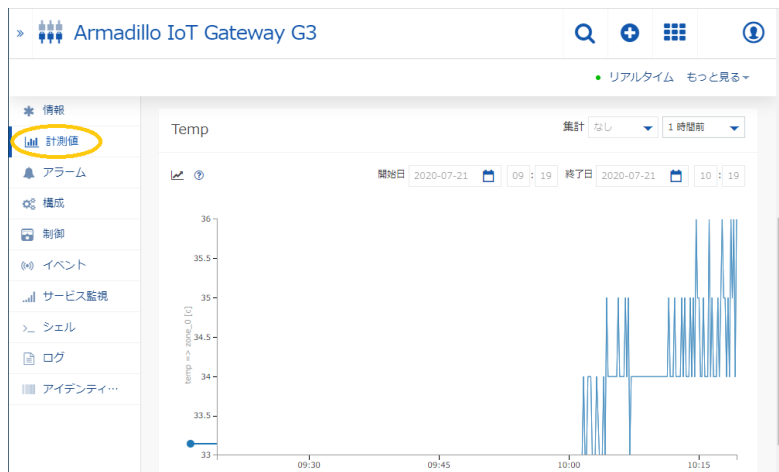 » Armadillo IoT Gateway G3
リアルタイム もっと見る
情報
計測値
アラーム
構成
制御
イベント
サービス監視
>_ シェル
ログ
アイデンティ…
Temp
集計 なし 1 時間前
開始日 2020-07-21 09 : 19 終了日 2020-07-21 10 : 19
temp => zone_0 [c]
36
35.5
35
34.5
34
33.5
33
09:30 09:45 10:00 10:15